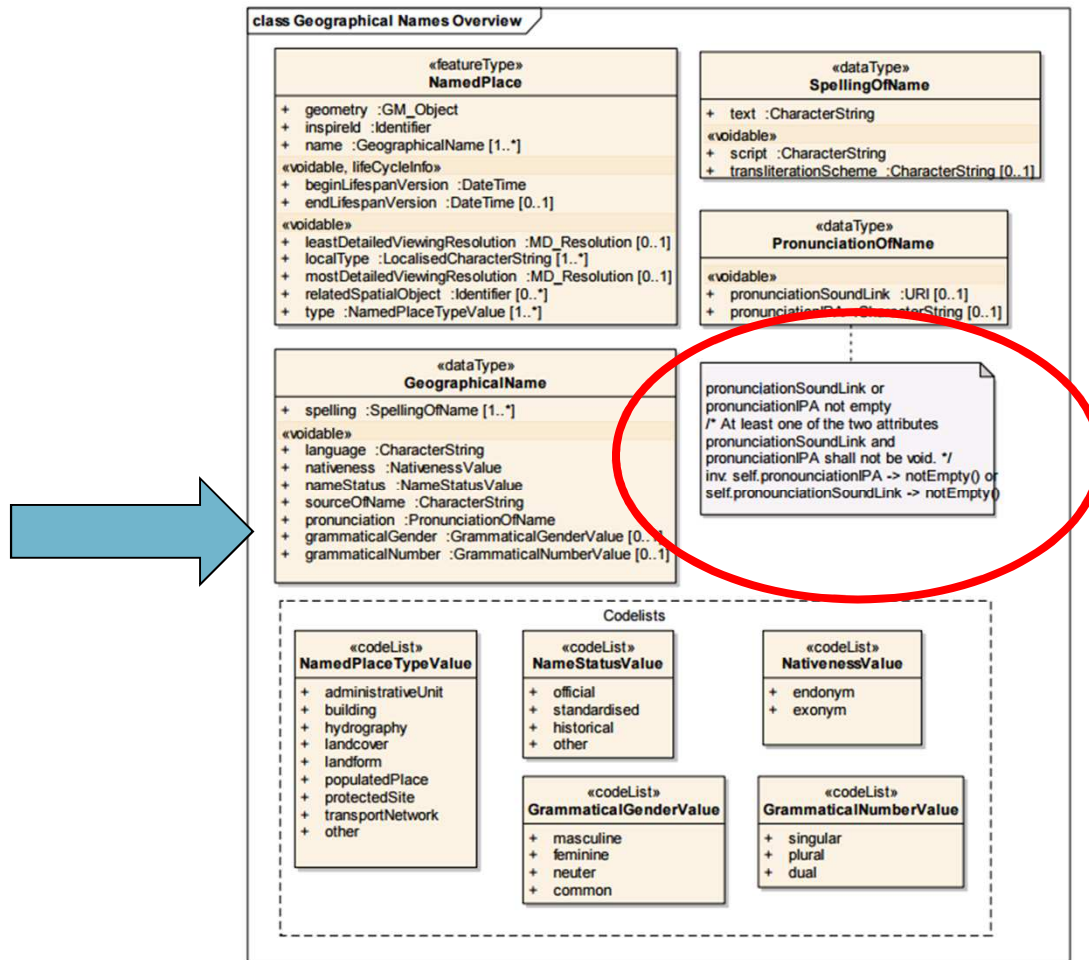 class Geographical Names Overview
«featureType»
NamedPlace
+ geometry :GM_Object
+ inspireId :Identifier
+ name :GeographicalName [1..*]
«voidable, lifeCycleInfo»
+ beginLifespanVersion :DateTime
+ endLifespanVersion :DateTime [0..1]
«voidable»
+ leastDetailedViewingResolution :MD_Resolution [0..1]
+ localType :LocalisedCharacterString [1..*]
+ mostDetailedViewingResolution :MD_Resolution [0..1]
+ relatedSpatialObject :Identifier [0..*]
+ type :NamedPlaceTypeValue [1..*]
«dataType»
SpellingOfName
+ text :CharacterString
«voidable»
+ script :CharacterString
+ transliterationScheme :CharacterString [0..1]
«dataType»
PronunciationOfName
«voidable»
+ pronunciationSoundLink :URI [0..1]
+ pronunciationIPA :CharacterString [0..1]
«dataType»
GeographicalName
+ spelling :SpellingOfName [1..*]
«voidable»
+ language :CharacterString
+ nativeness :NativenessValue
+ nameStatus :NameStatusValue
+ sourceOfName :CharacterString
+ pronunciation :PronunciationOfName
+ grammaticalGender :GrammaticalGenderValue [0..1]
+ grammaticalNumber :GrammaticalNumberValue [0..1]
pronunciationSoundLink or
pronunciationIPA not empty
/* At least one of the two attributes
pronunciationSoundLink and
pronunciationIPA shall not be void. */
inv: self.pronounciationIPA -> notEmpty() or
self.pronounciationSoundLink -> notEmpty()
Codelists
«codeList»
NamedPlaceTypeValue
+ administrativeUnit
+ building
+ hydrography
+ landcover
+ landform
+ populatedPlace
+ protectedSite
+ transportNetwork
+ other
«codeList»
NameStatusValue
+ official
+ standardised
+ historical
+ other
«codeList»
NativenessValue
+ endonym
+ exonym
«codeList»
GrammaticalGenderValue
+ masculine
+ feminine
+ neuter
+ common
«codeList»
GrammaticalNumberValue
+ singular
+ plural
+ dual